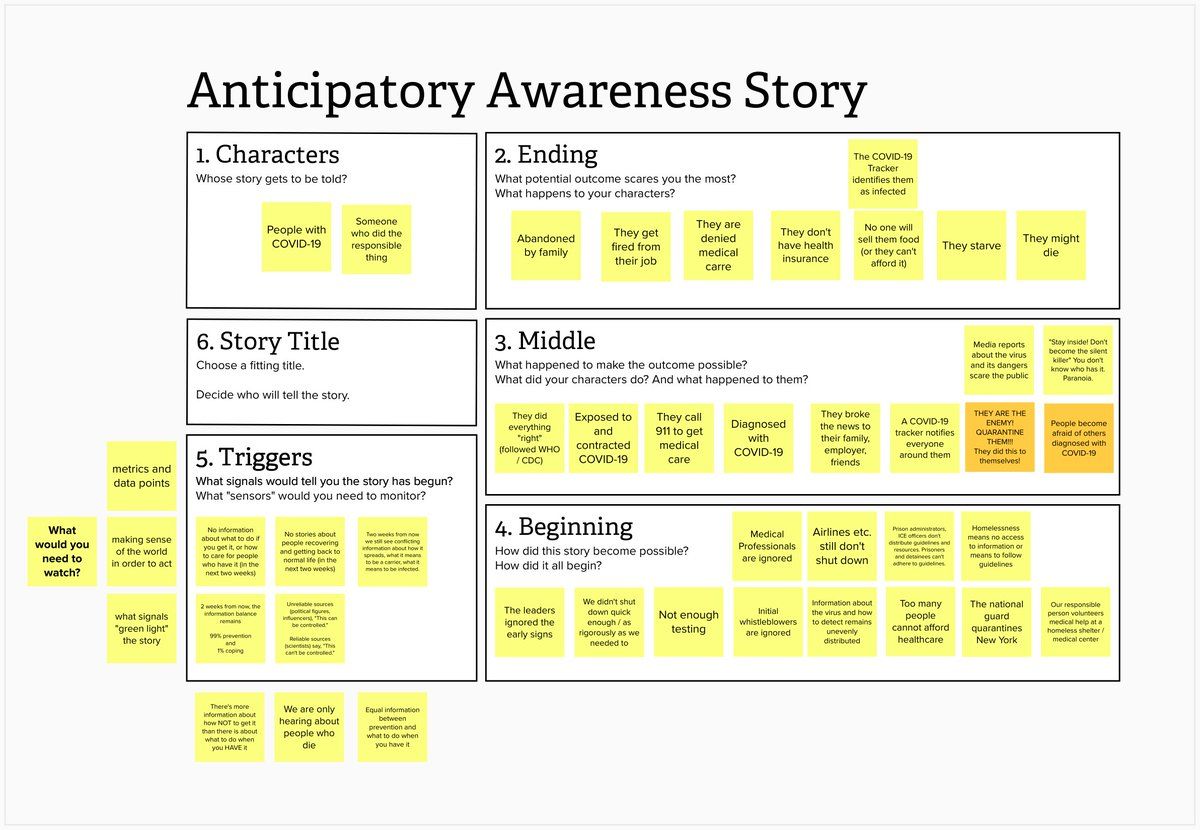 Anticipatory Awareness Story
1. Characters
Whose story gets to be told?
People with
COVID-19
Someone
who did the
responsible
thing
2. Ending
What potential outcome scares you the most?
What happens to your characters?
The COVID-19
Tracker
identifies them
as infected
Abandoned
by family
They get
fired from
their job
They are
denied
medical
carre
They don't
have health
insurance
No one will
sell them food
(or they can't
afford it)
They starve
They might
die
6. Story Title
Choose a fitting title.
Decide who will tell the story.
3. Middle
What happened to make the outcome possible?
What did your characters do? And what happened to them?
Media reports
about the virus
and its dangers
scare the public
"Stay inside! Don't
become the silent
killer" You don't
know who has it.
Paranoia.
They did
everything
"right"
(followed WHO
/ CDC)
Exposed to
and
contracted
COVID-19
They call
911 to get
medical
care
Diagnosed
with
COVID-19
They broke
the news to
their family,
employer,
friends
A COVID-19
tracker notifies
everyone
around them
THEY ARE THE
ENEMY!
QUARANTINE
THEM!!!
They did this to
themselves!
People become
afraid of others
diagnosed with
COVID-19
5. Triggers
What signals would tell you the story has begun?
What "sensors" would you need to monitor?
metrics and
data points
What
would you
need to
watch?
making sense
of the world
in order to act
what signals
"green light"
the story
No information
about what to do if
you get it, or how
to care for people
who have it (in the
next two weeks)
No stories about
people recovering
and getting back to
normal life (in the
next two weeks)
Two weeks from now
we still see conflicting
information about how it
spreads, what it means
to be a carrier, what it
means to be infected.
2 weeks from now, the
information balance
remains
99% prevention
and
1% coping
Unreliable sources
(political figures,
influencers), "This can
be controlled."
Reliable sources
(scientists) say, "This
can't be controlled."
There's more
information about
how NOT to get it
than there is about
what to do when
you HAVE it
We are only
hearing about
people who
die
Equal information
between
prevention and
what to do when
you have it
4. Beginning
How did this story become possible?
How did it all begin?
Medical
Professionals
are ignored
Airlines etc.
still don't
shut down
Prison administrators,
ICE officers don't
distribute guidelines and
resources. Prisoners
and detainees can't
adhere to guidelines.
Homelessness
means no access
to information or
means to follow
guidelines
The leaders
ignored the
early signs
We didn't shut
down quick
enough / as
rigorously as we
needed to
Not enough
testing
Initial
whistleblowers
are ignored
Information about
the virus and how
to detect remains
unevenly
distributed
Too many
people
cannot afford
healthcare
The national
guard
quarantines
New York
Our responsible
person volunteers
medical help at a
homeless shelter /
medical center